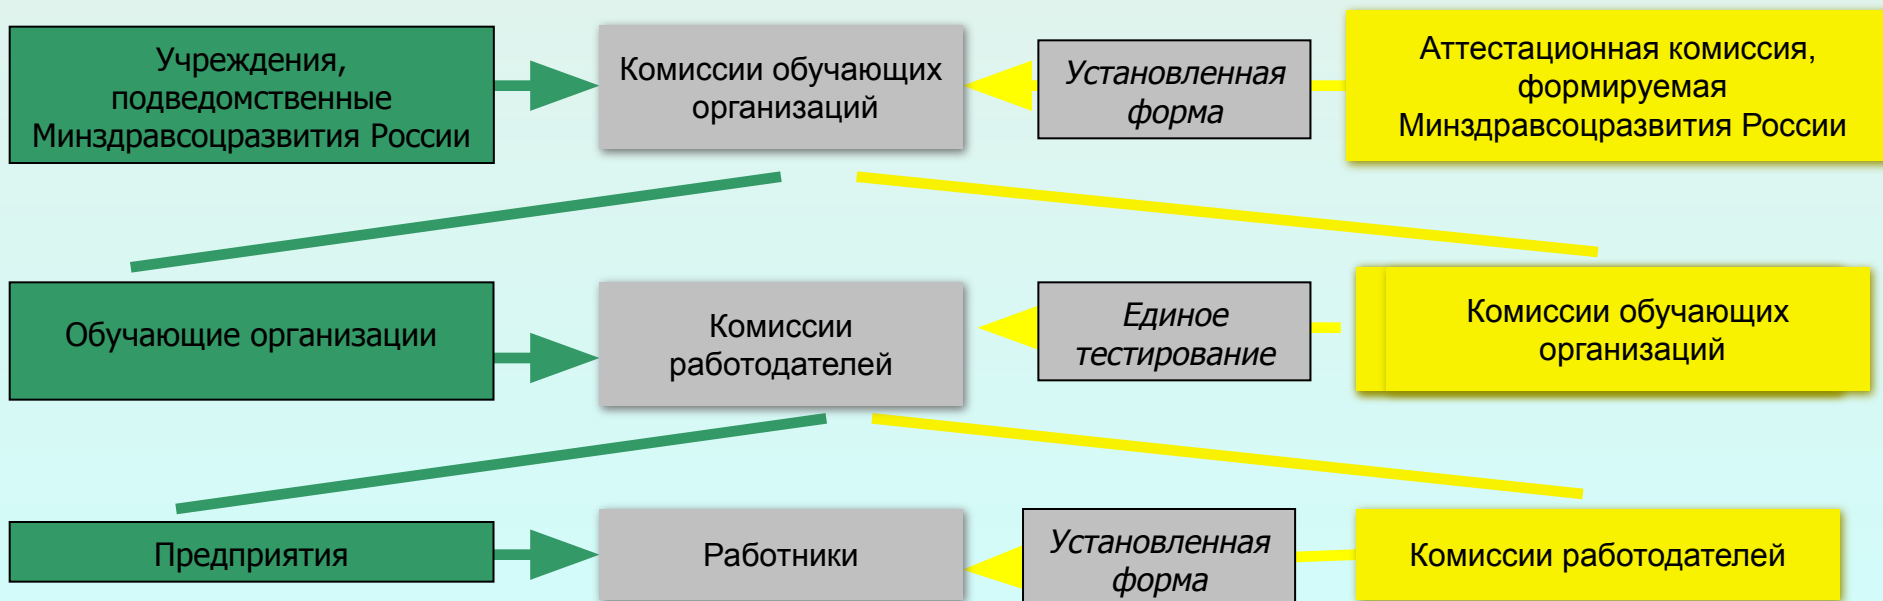 Учреждения,
подведомственные
Минздравсоцразвития России
Комиссии обучающих
организаций
Установленная
форма
Аттестационная комиссия,
формируемая
Минздравсоцразвития России
Обучающие организации
Комиссии
работодателей
Единое
тестирование
Комиссии обучающих
организаций
Предприятия
Работники
Установленная
форма
Комиссии работодателей